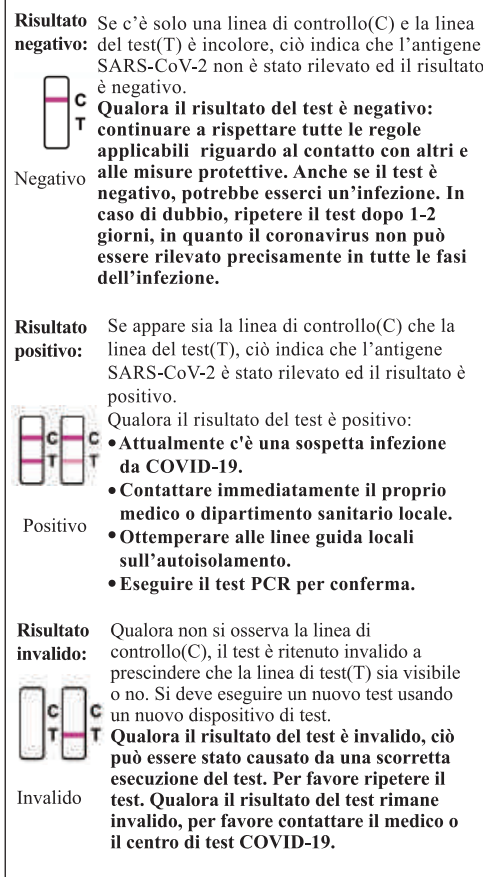 Risultato negativo:
Se c'è solo una linea di controllo(C) e la linea
del test(T) è incolore, ciò indica che l'antigene
SARS-CoV-2 non è stato rilevato ed il risultato
è negativo.
C
T
Negativo
Qualora il risultato del test è negativo:
continuare a rispettare tutte le regole
applicabili riguardo al contatto con altri e
alle misure protettive. Anche se il test è
negativo, potrebbe esserci un'infezione. In
caso di dubbio, ripetere il test dopo 1-2
giorni, in quanto il coronavirus non può
essere rilevato precisamente in tutte le fasi
dell'infezione.
Risultato
positivo:
Se appare sia la linea di controllo(C) che la
linea del test(T), ciò indica che l'antigene
SARS-CoV-2 è stato rilevato ed il risultato è
positivo.
C C
T T
Positivo
Qualora il risultato del test è positivo:
•Attualmente c'è una sospetta infezione
da COVID-19.
•Contattare immediatamente il proprio
medico o dipartimento sanitario locale.
•Ottemperare alle linee guida locali
sull'autoisolamento.
•Eseguire il test PCR per conferma.
Risultato
invalido:
Qualora non si osserva la linea di
controllo(C), il test è ritenuto invalido a
prescindere che la linea di test(T) sia visibile
o no. Si deve eseguire un nuovo test usando
un nuovo dispositivo di test.
C C
T T
Invalido
Qualora il risultato del test è invalido, ciò
può essere stato causato da una scorretta
esecuzione del test. Per favore ripetere il
test. Qualora il risultato del test rimane
invalido, per favore contattare il medico o
il centro di test COVID-19.